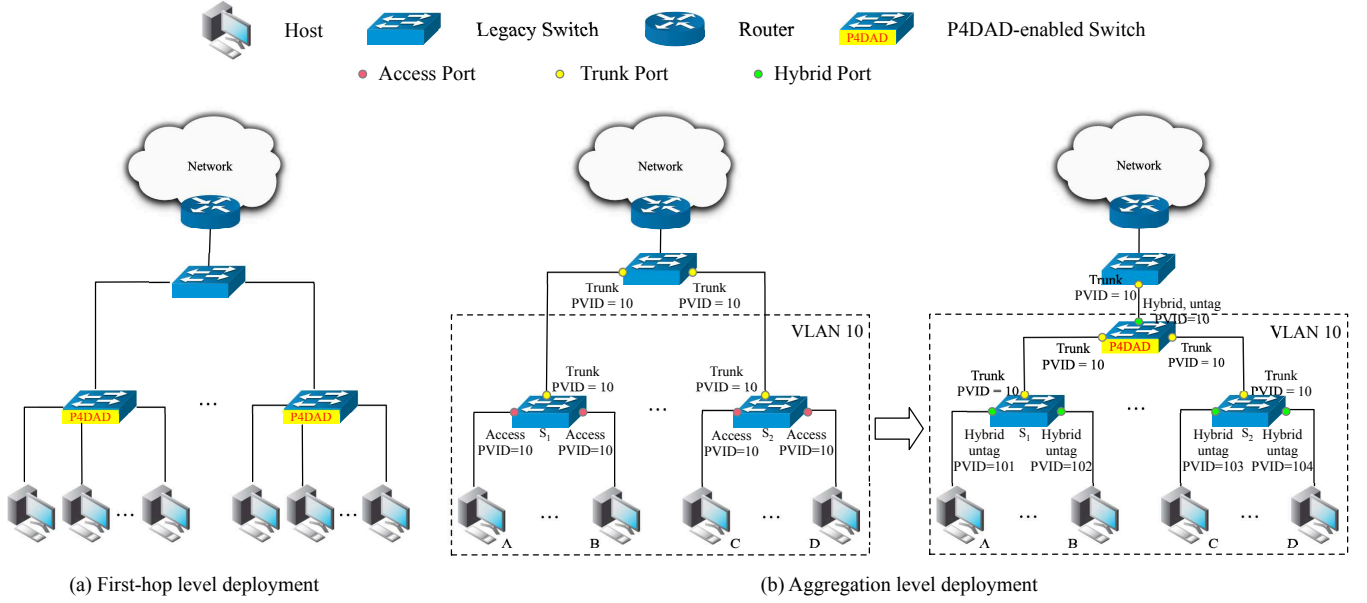 Host
Legacy Switch
Router
P4DAD
P4DAD-enabled Switch
Access Port
Trunk Port
Hybrid Port
Network
P4DAD
...
P4DAD
...
...
(a) First-hop level deployment
Network
Trunk
PVID = 10
Trunk
PVID = 10
VLAN 10
Trunk
PVID = 10
Trunk
PVID = 10
...
Access
PVID=10
S1
Access
PVID=10
Access
PVID=10
S2
Access
PVID=10
...
...
A
B
C
D
Network
Trunk
PVID = 10
Hybrid, untag
PVID=10
VLAN 10
P4DAD
Trunk
PVID = 10
Trunk
PVID = 10
Trunk
PVID = 10
Trunk
PVID = 10
...
Hybrid
untag
PVID=101
S1
Hybrid
untag
PVID=102
Hybrid
untag
PVID=103
S2
Hybrid
untag
PVID=104
...
...
A
B
C
D
(b) Aggregation level deployment